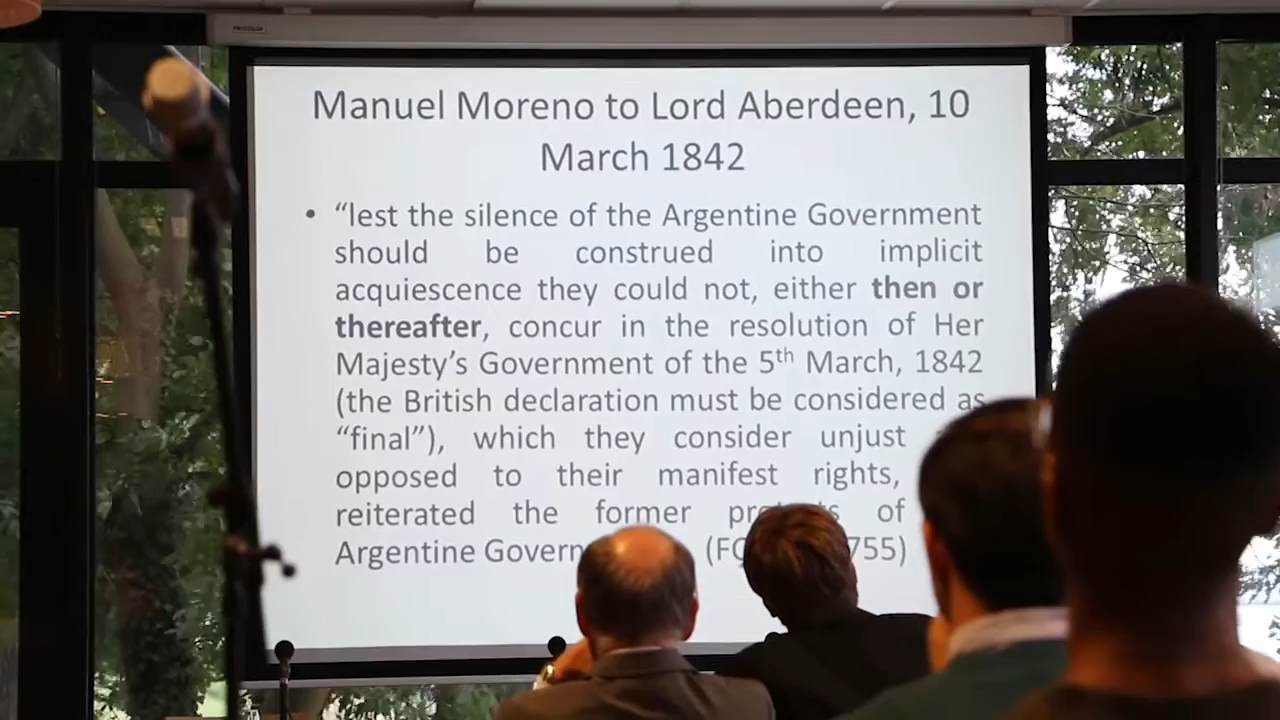 Manuel Moreno to Lord Aberdeen, 10
March 1842
• “lest the silence of the Argentine Government
should be construed into implicit
acquiescence they could not, either then or
thereafter, concur in the resolution of Her
Majesty’s Government of the 5th March, 1842
(the British declaration must be considered as
“final”), which they consider unjust
opposed to their manifest rights,
reiterated the former of
Argentine 755)